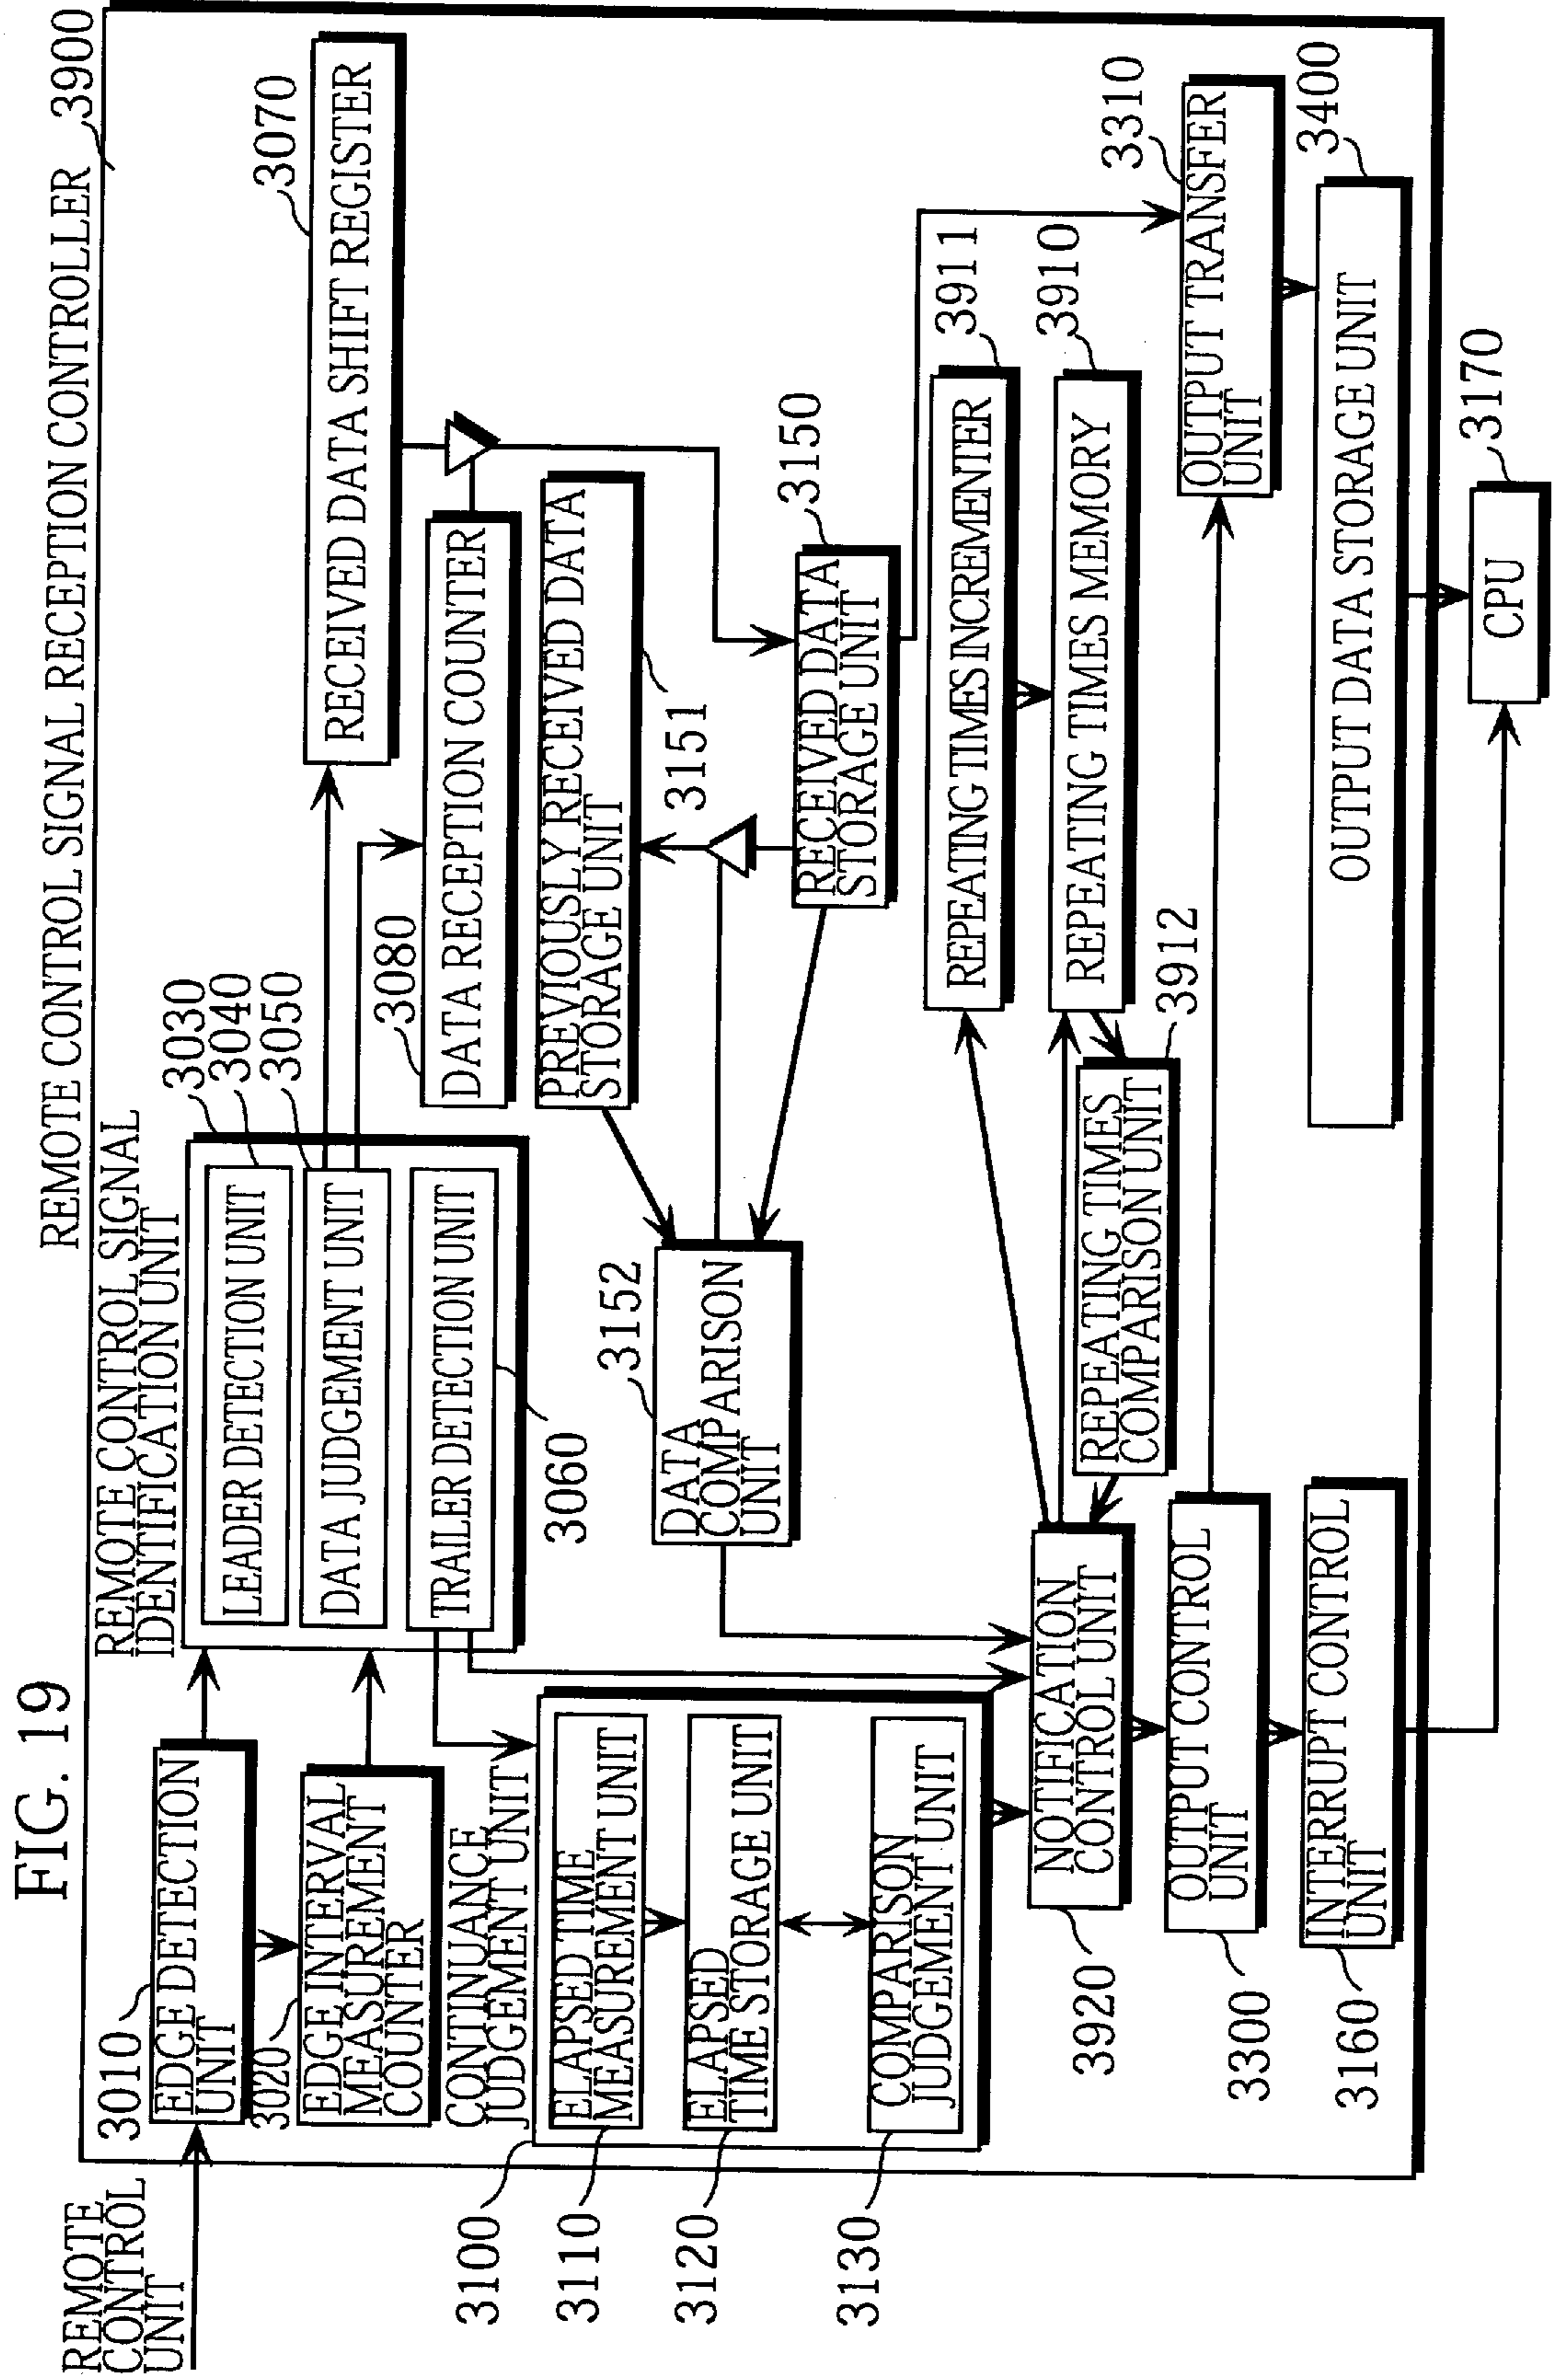 FIG. 19
REMOTE CONTROL SIGNAL RECEPTION CONTROLLER 3900
REMOTE
CONTROL
UNIT
3010
EDGE DETECTION
UNIT
3020
EDGE INTERVAL
MEASUREMENT
COUNTER
REMOTE CONTROL SIGNAL
IDENTIFICATION UNIT
3030
3040
3050
LEADER DETECTION UNIT
DATA JUDGEMENT UNIT
TRAILER DETECTION UNIT
3060
3070
RECEIVED DATA SHIFT REGISTER
3080
DATA RECEPTION COUNTER
PREVIOUSLY RECEIVED DATA
STORAGE UNIT
3151
3152
DATA
COMPARISON
UNIT
3150
RECEIVED DATA
STORAGE UNIT
CONTINUANCE
JUDGEMENT UNIT
3100
ELAPSED TIME
MEASUREMENT UNIT
3110
ELAPSED
TIME STORAGE UNIT
3120
COMPARISON
JUDGEMENT UNIT
3130
REPEATING TIMES INCREMENTER
3911
REPEATING TIMES MEMORY
3910
REPEATING TIMES
COMPARISON UNIT
3912
NOTIFICATION
CONTROL UNIT
3920
OUTPUT CONTROL
UNIT
3300
OUTPUT TRANSFER
UNIT
3310
INTERRUPT CONTROL
UNIT
3160
OUTPUT DATA STORAGE UNIT
3400
CPU
3170